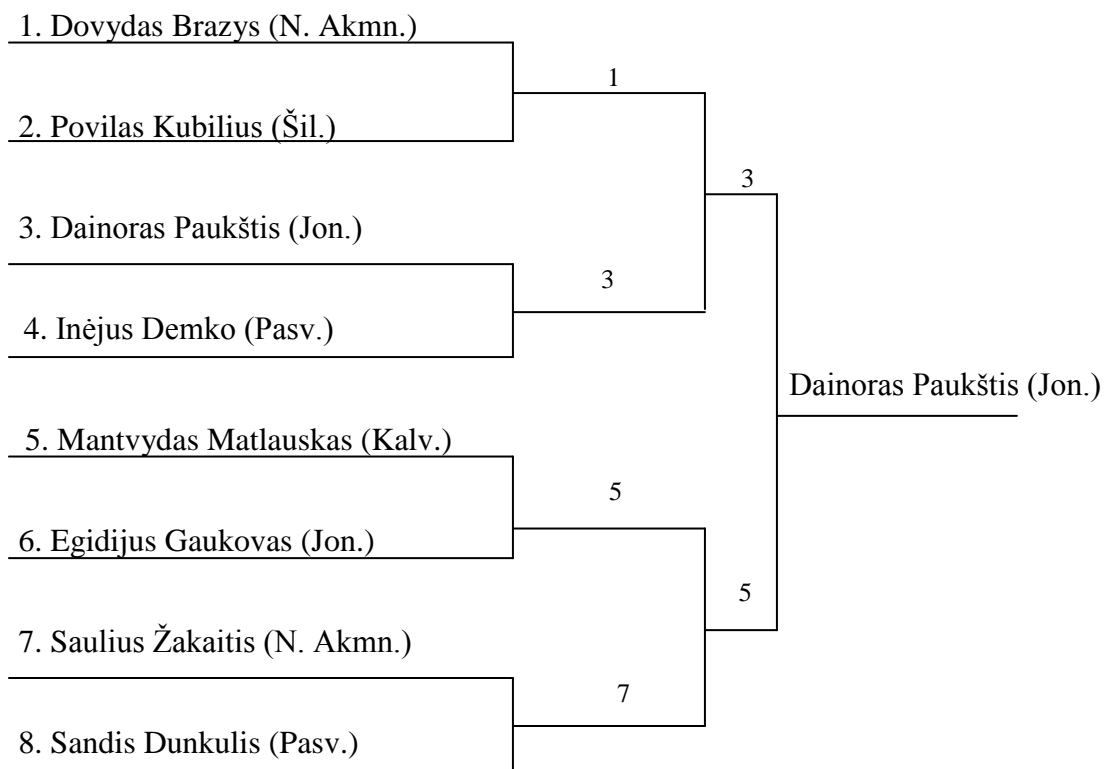 1. Dovydas Brazys (N. Akmn.)
1
2. Povilas Kubilius (Šil.)
3
3. Dainoras Paukštis (Jon.)
3
4. Inėjus Demko (Pasv.)
Dainoras Paukštis (Jon.)
5. Mantvydas Matlauskas (Kalv.)
5
6. Egidijus Gaukovas (Jon.)
5
7. Saulius Žakaitis (N. Akmn.)
7
8. Sandis Dunkulis (Pasv.)